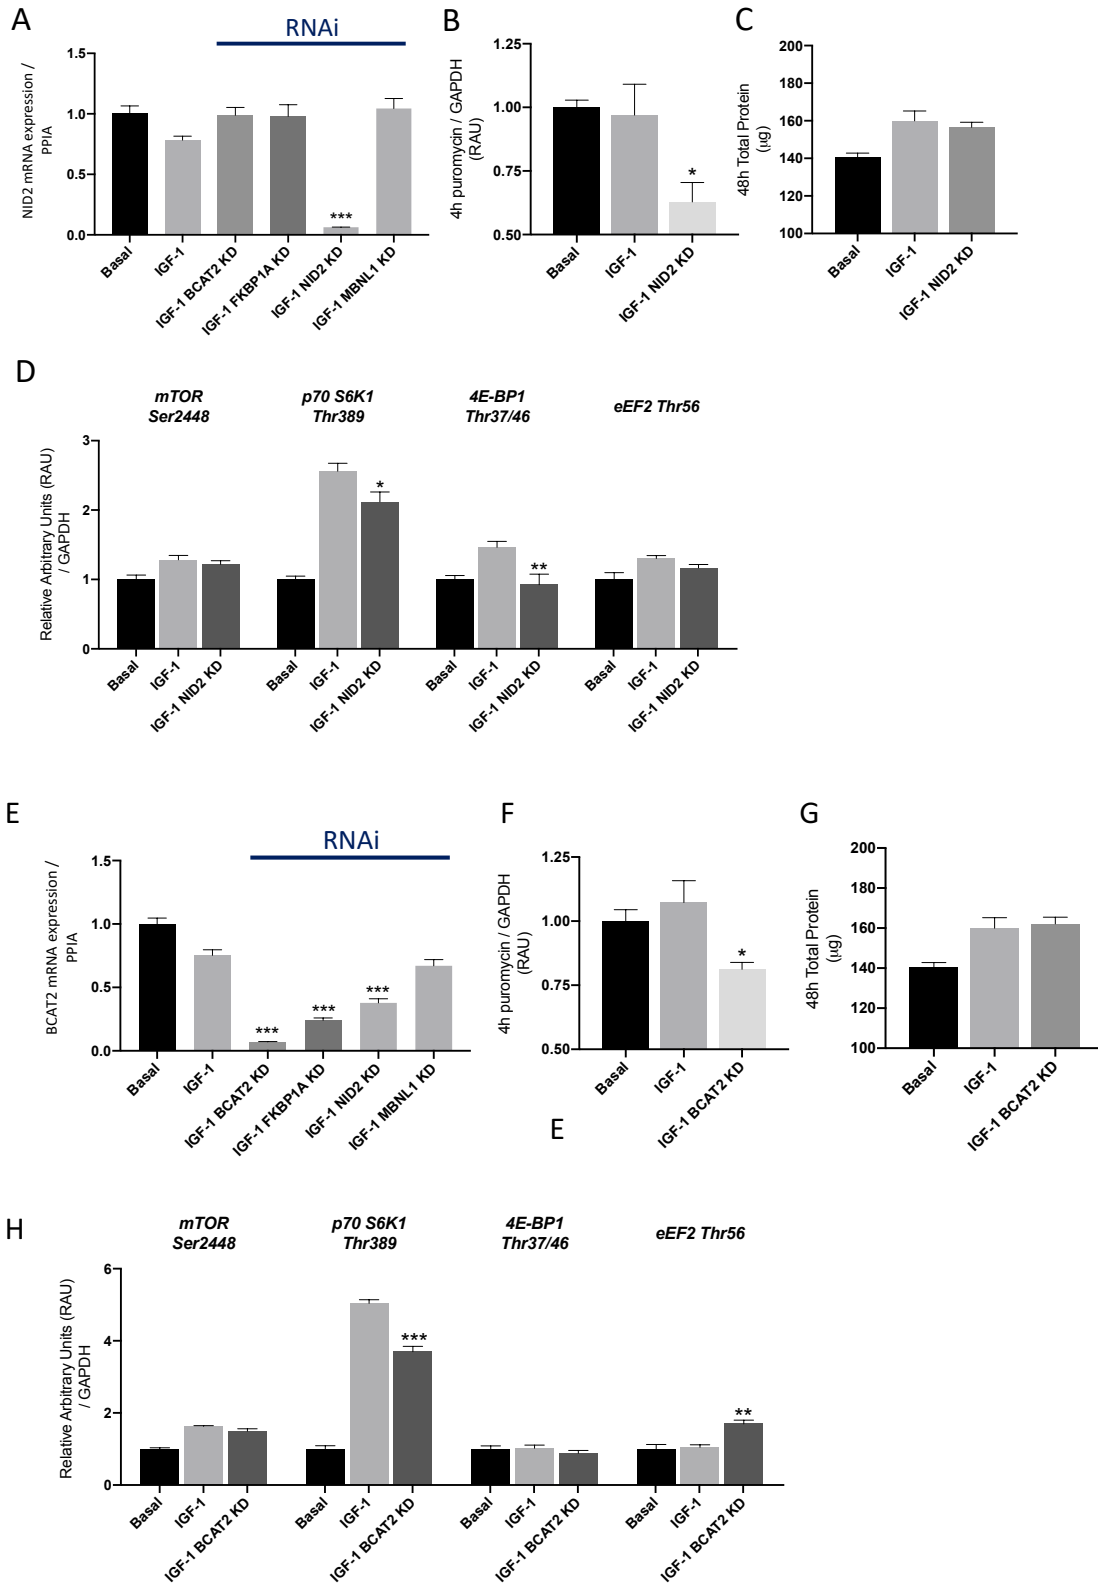 A
RNAi
NID2 mRNA expression /
PPIA
1.5
1.0
0.5
0.0
***
Basal
IGF-1
IGF-1 BCAT2 KD
IGF-1 FKBP1A KD
IGF-1 NID2 KD
IGF-1 MBNL1 KD
B
4h puromycin / GAPDH
(RAU)
1.25
1.00
0.75
0.50
*
Basal
IGF-1
IGF-1 NID2 KD
C
48h Total Protein
(µg)
200
180
160
140
120
100
Basal
IGF-1
IGF-1 NID2 KD
D
mTOR
Ser2448
p70 S6K1
Thr389
4E-BP1
Thr37/46
eEF2 Thr56
Relative Arbitrary Units (RAU)
/ GAPDH
3
2
1
0
*
**
Basal
IGF-1
IGF-1 NID2 KD
Basal
IGF-1
IGF-1 NID2 KD
Basal
IGF-1
IGF-1 NID2 KD
Basal
IGF-1
IGF-1 NID2 KD
E
RNAi
BCAT2 mRNA expression /
PPIA
1.5
1.0
0.5
0.0
***
***
***
Basal
IGF-1
IGF-1 BCAT2 KD
IGF-1 FKBP1A KD
IGF-1 NID2 KD
IGF-1 MBNL1 KD
F
4h puromycin / GAPDH
(RAU)
1.25
1.00
0.75
0.50
*
Basal
IGF-1
IGF-1 BCAT2 KD
E
G
48h Total Protein
(µg)
200
180
160
140
120
100
Basal
IGF-1
IGF-1 BCAT2 KD
H
mTOR
Ser2448
p70 S6K1
Thr389
4E-BP1
Thr37/46
eEF2 Thr56
Relative Arbitrary Units (RAU)
/ GAPDH
6
4
2
0
***
**
Basal
IGF-1
IGF-1 BCAT2 KD
Basal
IGF-1
IGF-1 BCAT2 KD
Basal
IGF-1
IGF-1 BCAT2 KD
Basal
IGF-1
IGF-1 BCAT2 KD